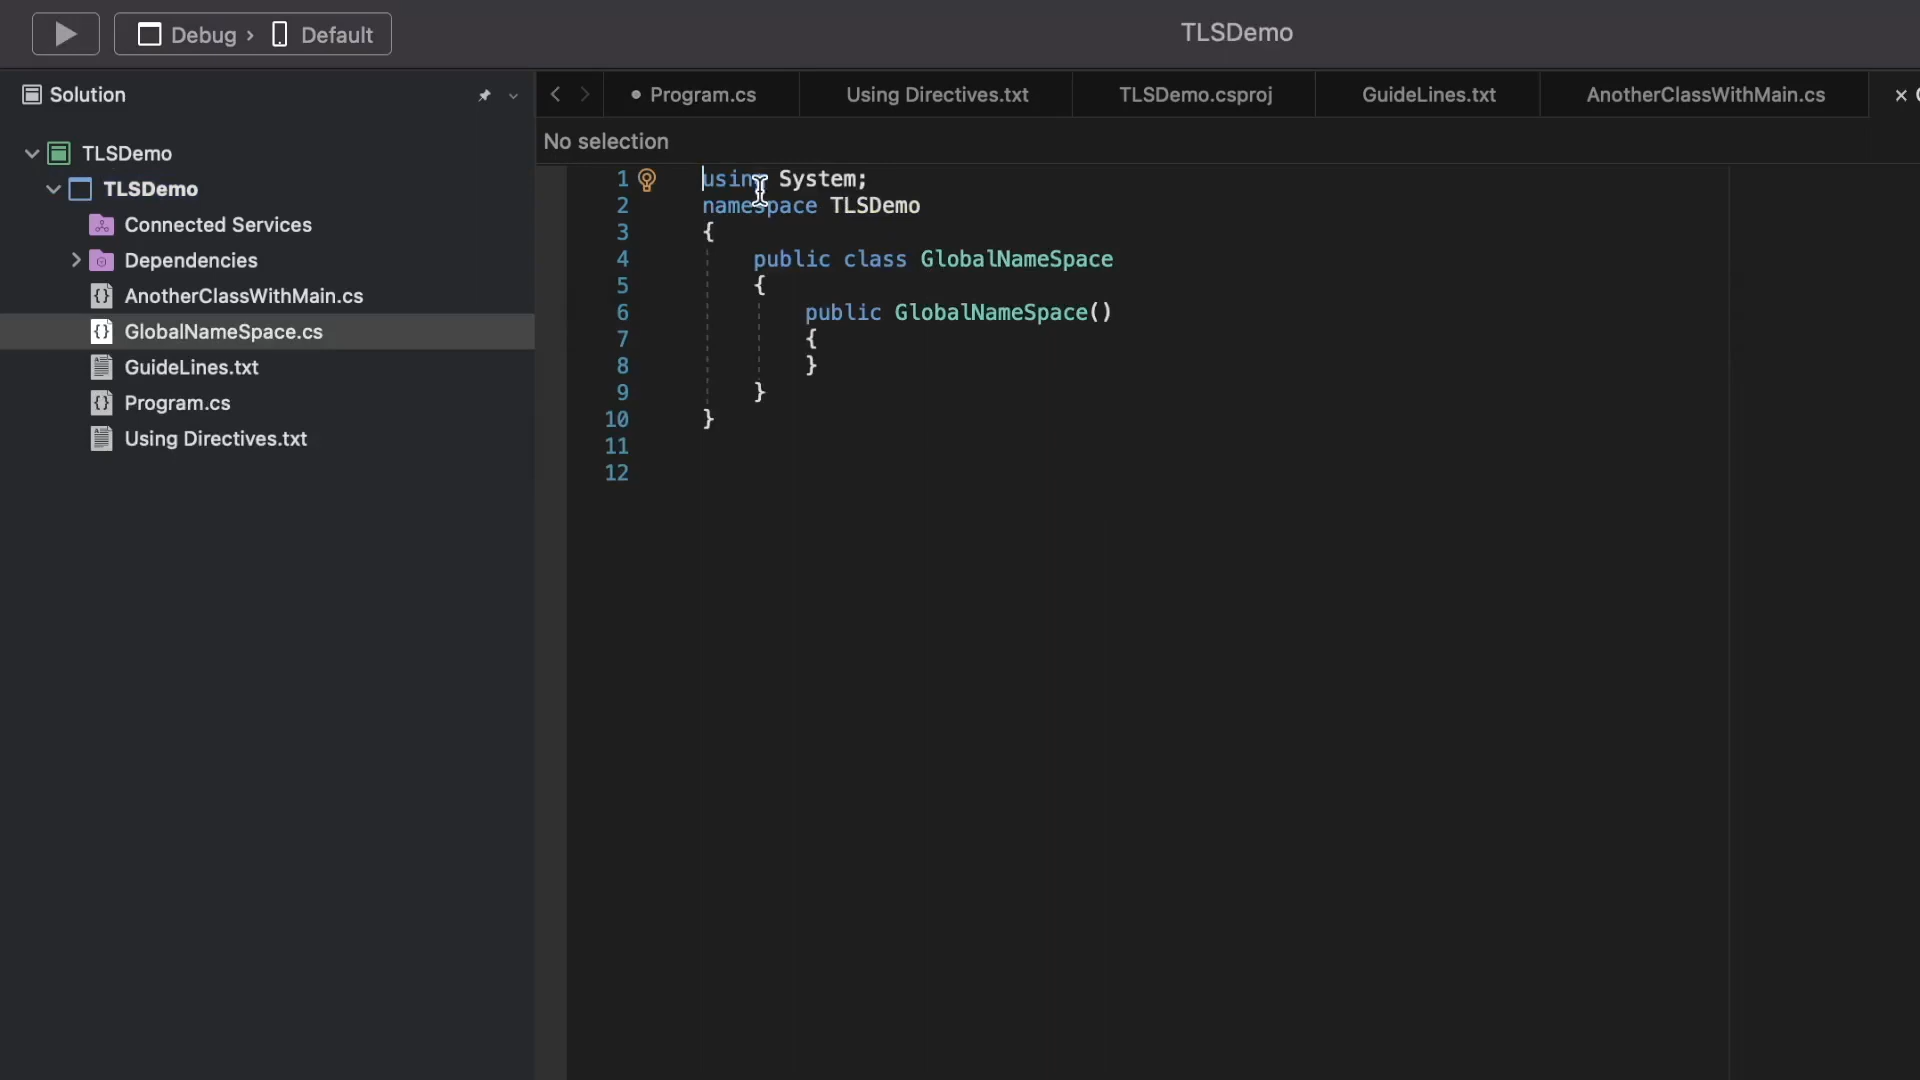 Debug › Default
TLSDemo
Solution
Program.cs
Using Directives.txt
TLSDemo.csproj
GuideLines.txt
AnotherClassWithMain.cs
TLSDemo
TLSDemo
Connected Services
Dependencies
AnotherClassWithMain.cs
GlobalNameSpace.cs
GuideLines.txt
Program.cs
Using Directives.txt
No selection
1 using System;
2 namespace TLSDemo
3 {
4 public class GlobalNameSpace
5 {
6 public GlobalNameSpace()
7 {
8 }
9 }
10 }
11
12